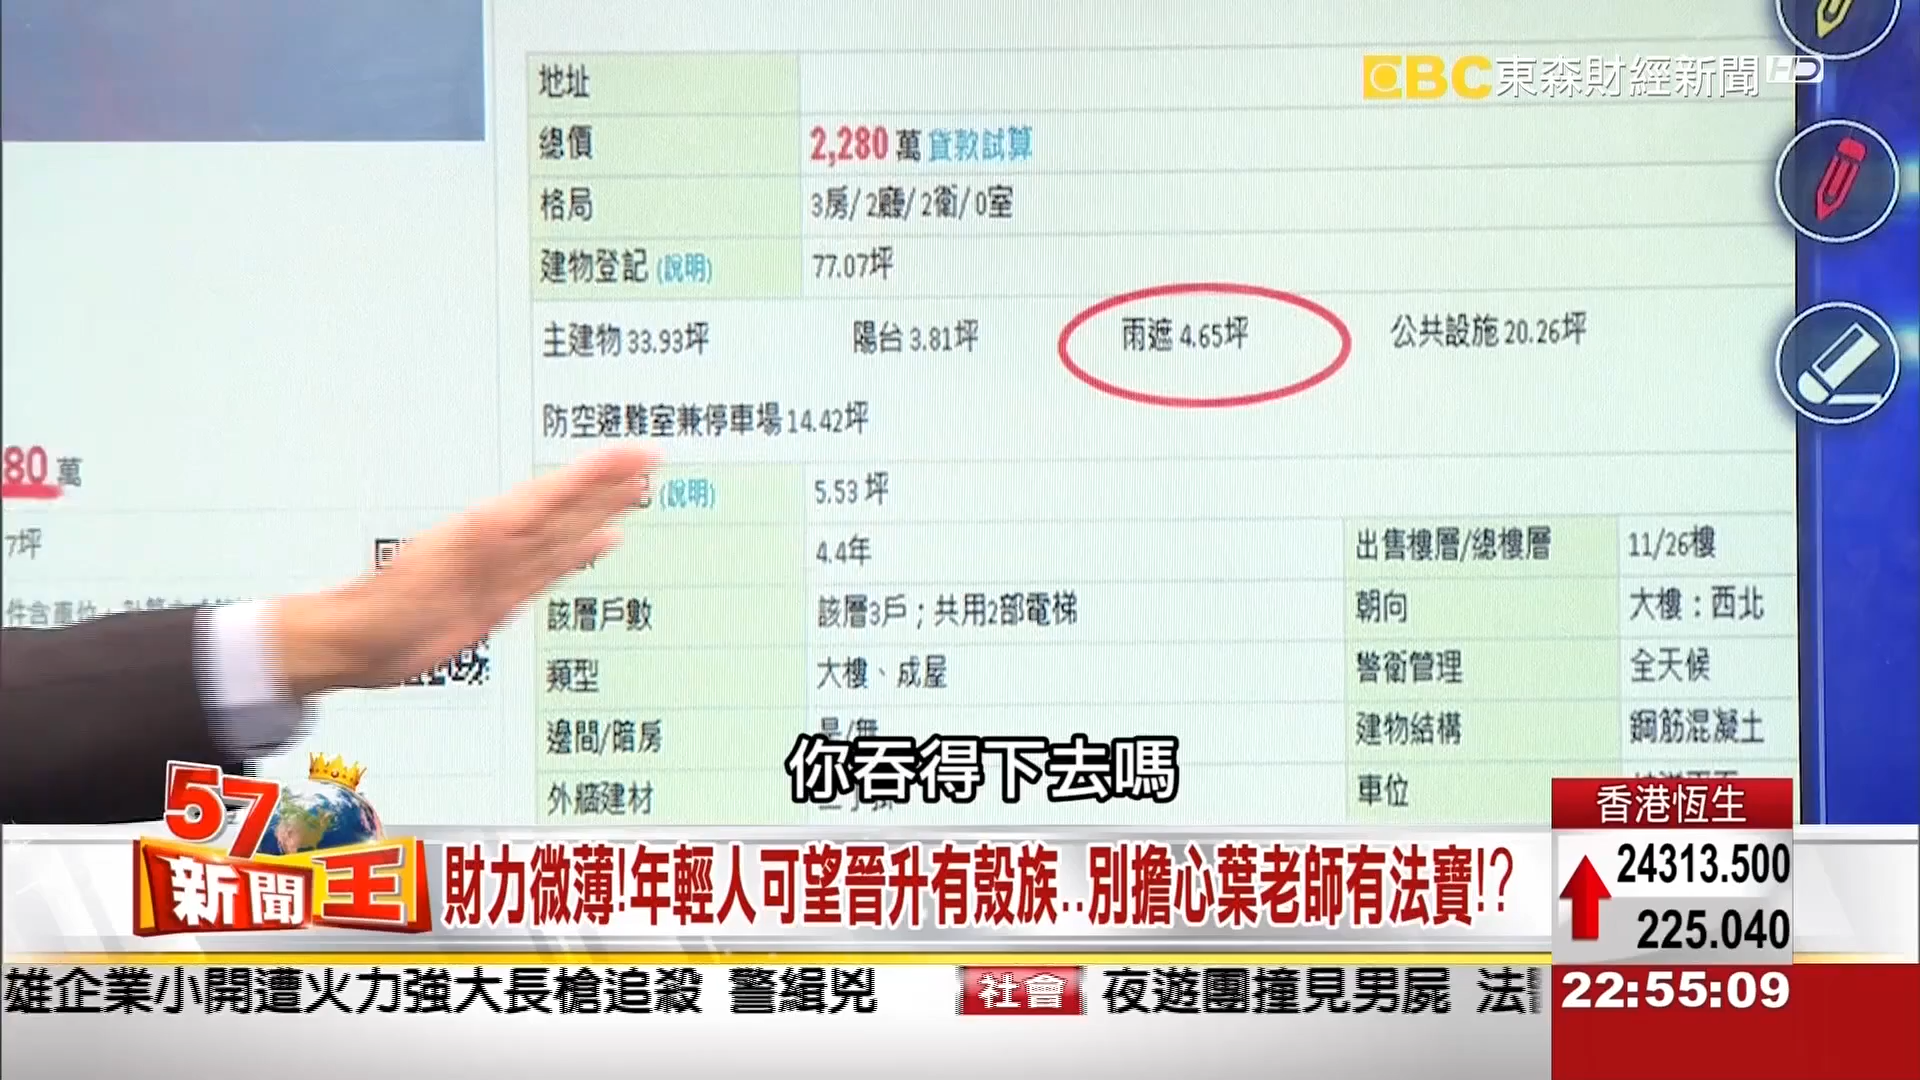 EBC 東森財經新聞 HD
地址
總價 2,280 萬 貸款試算
格局 3房/2廳/2衛/0室
建物登記 (說明) 77.07坪
主建物 33.93坪 陽台 3.81坪 雨遮 4.65坪 公共設施 20.26坪
防空避難室兼停車場 14.42坪
80 萬
(說明) 5.53 坪
7坪
4.4年 出售樓層/總樓層 11/26樓
該層戶數 該層3戶；共用2部電梯 朝向 大樓：西北
類型 大樓、成屋 警衛管理 全天候
邊間/暗房 是/無 建物結構 鋼筋混凝土
外牆建材 車位
你吞得下去嗎
57新聞王
財力微薄!年輕人可望晉升有殼族..別擔心葉老師有法寶!?
香港恆生
24313.500
225.040
雄企業小開遭火力強大長槍追殺 警緝兇 社會 夜遊團撞見男屍 法
22:55:09